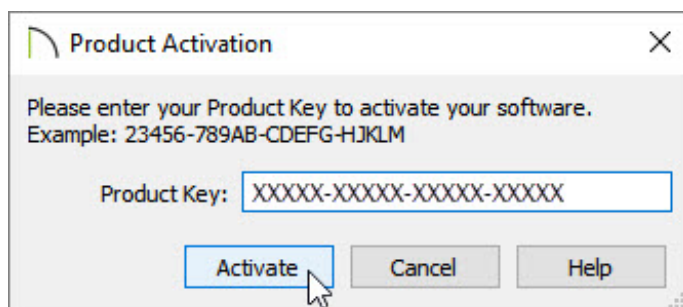 Product Activation
Please enter your Product Key to activate your software.
Example: 23456-789AB-CDEFG-HJKLM
Product Key: XXXXX-XXXXX-XXXXX-XXXXX
Activate Cancel Help